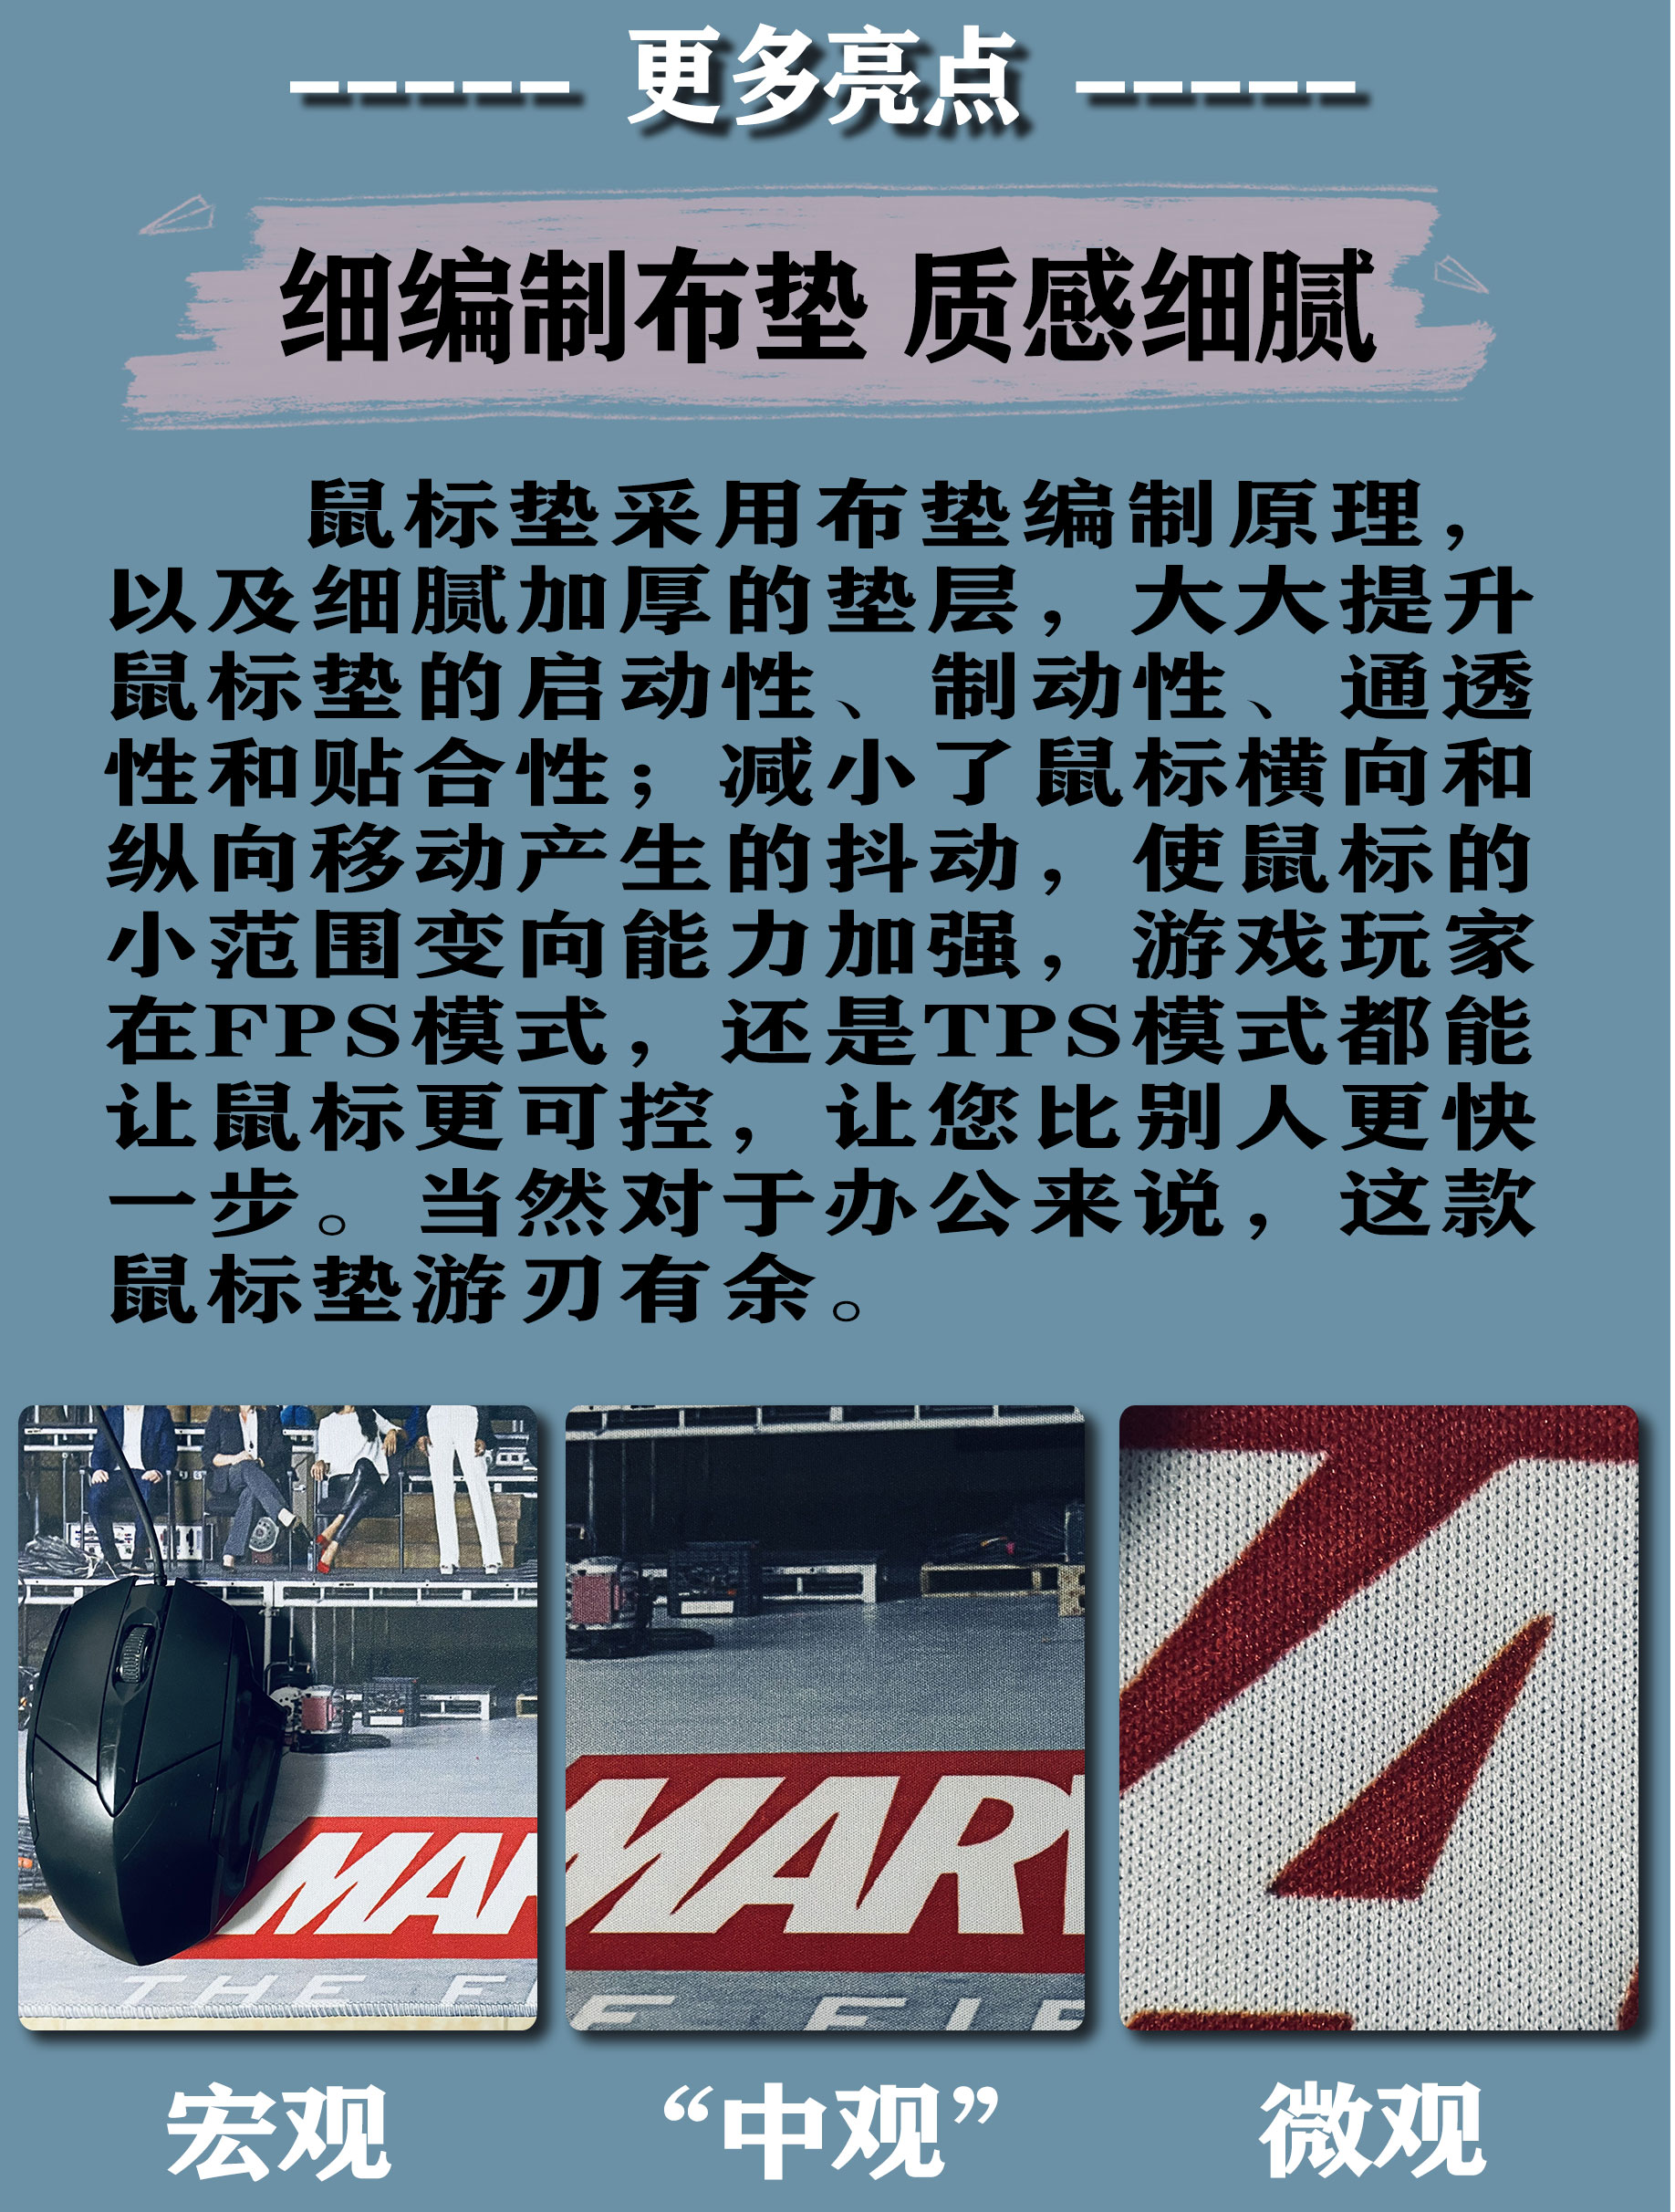 ----- 更多亮点 -----
细编制布垫 质感细腻
鼠标垫采用布垫编制原理，
以及细腻加厚的垫层，大大提升
鼠标垫的启动性、制动性、通透
性和贴合性；减小了鼠标横向和
纵向移动产生的抖动，使鼠标的
小范围变向能力加强，游戏玩家
在FPS模式，还是TPS模式都能
让鼠标更可控，让您比别人更快
一步。当然对于办公来说，这款
鼠标垫游刃有余。
MAR
THE FI
MARV
E FIR
宏观
“中观”
微观